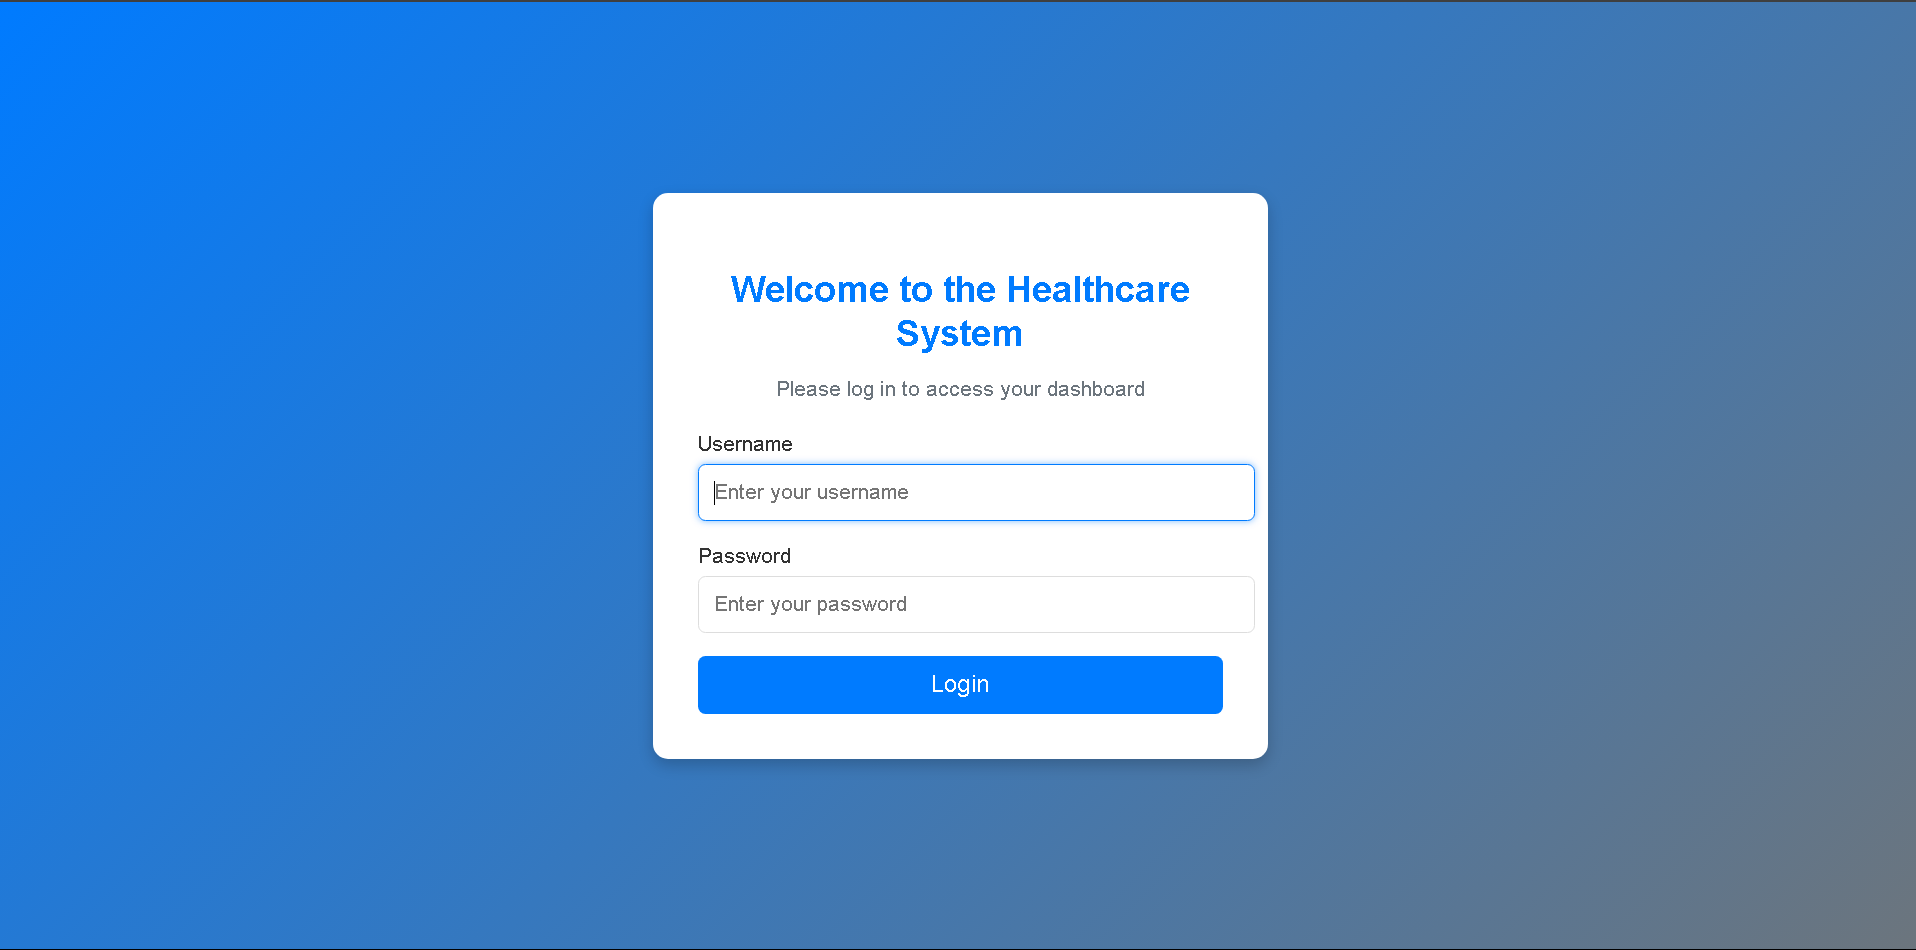 Welcome to the Healthcare
System
Please log in to access your dashboard
Username
Enter your username
Password
Enter your password
Login